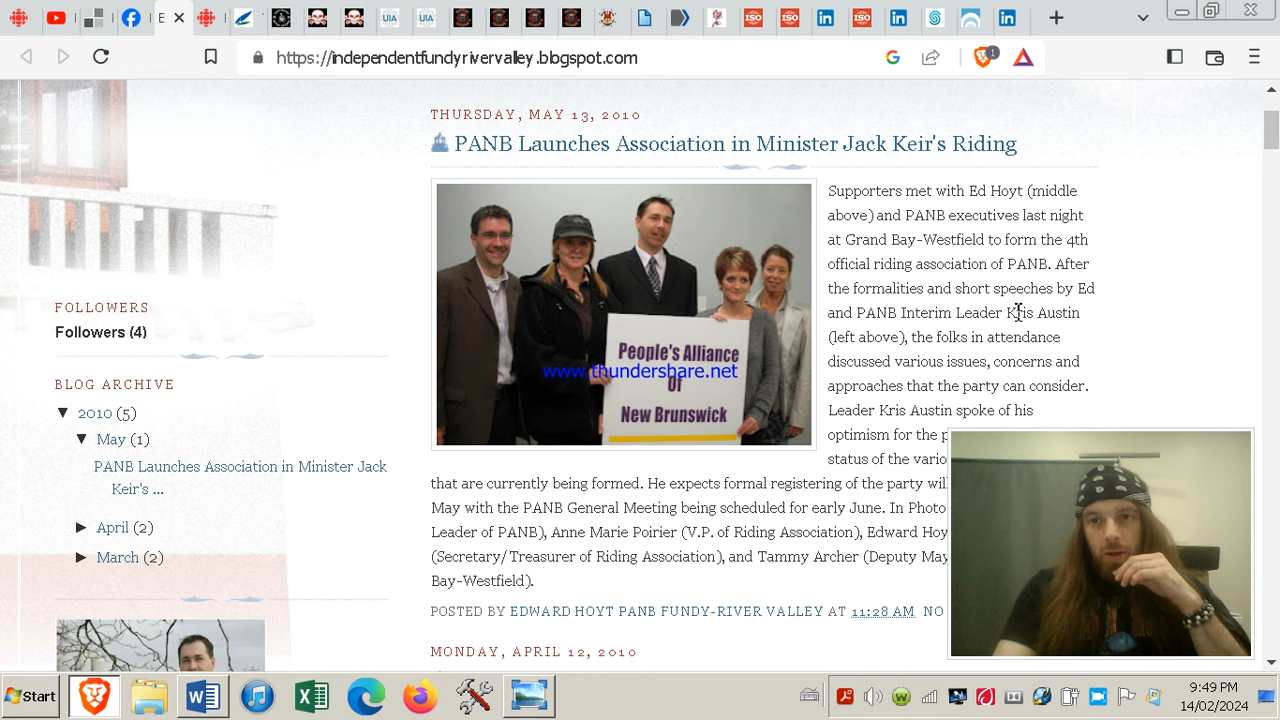 E
UIA
UIA
ISO
ISO
ISO
https://independentfundyrivervalley.blogspot.com
1
THURSDAY, MAY 13, 2010
PANB Launches Association in Minister Jack Keir's Riding
People's Alliance
Of
New Brunswick
www.thundershare.net
Supporters met with Ed Hoyt (middle
above) and PANB executives last night
at Grand Bay-Westfield to form the 4th
official riding association of PANB. After
the formalities and short speeches by Ed
and PANB Interim Leader Kris Austin
(left above), the folks in attendance
discussed various issues, concerns and
approaches that the party can consider.
Leader Kris Austin spoke of his
optimism for the p
status of the vario
that are currently being formed. He expects formal registering of the party wil
May with the PANB General Meeting being scheduled for early June. In Photo
Leader of PANB), Anne Marie Poirier (V.P. of Riding Association), Edward Hoy
(Secretary/Treasurer of Riding Association), and Tammy Archer (Deputy May
Bay-Westfield).
POSTED BY EDWARD HOYT PANB FUNDY-RIVER VALLEY AT 11:28 AM NO
MONDAY, APRIL 12, 2010
FOLLOWERS
Followers (4)
BLOG ARCHIVE
▼ 2010 (5)
▼ May (1)
PANB Launches Association in Minister Jack
Keir's ...
► April (2)
► March (2)
Start
9:49 PM
14/02/2024